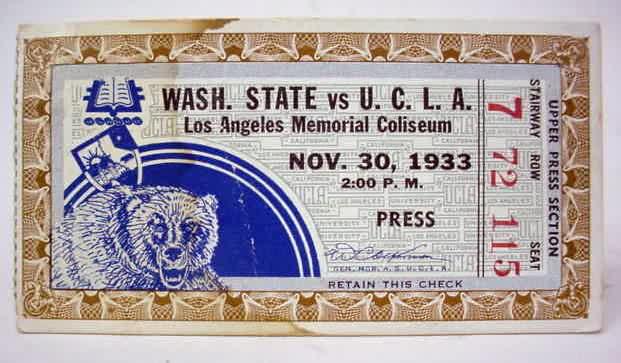 WASH. STATE vs U. C. L. A.
Los Angeles Memorial Coliseum
NOV. 30, 1933
2:00 P. M.
PRESS
GEN. MGR. A. S. U. C. L. A.
RETAIN THIS CHECK
UPPER PRESS SECTION
STAIRWAY ROW SEAT
7 72 115